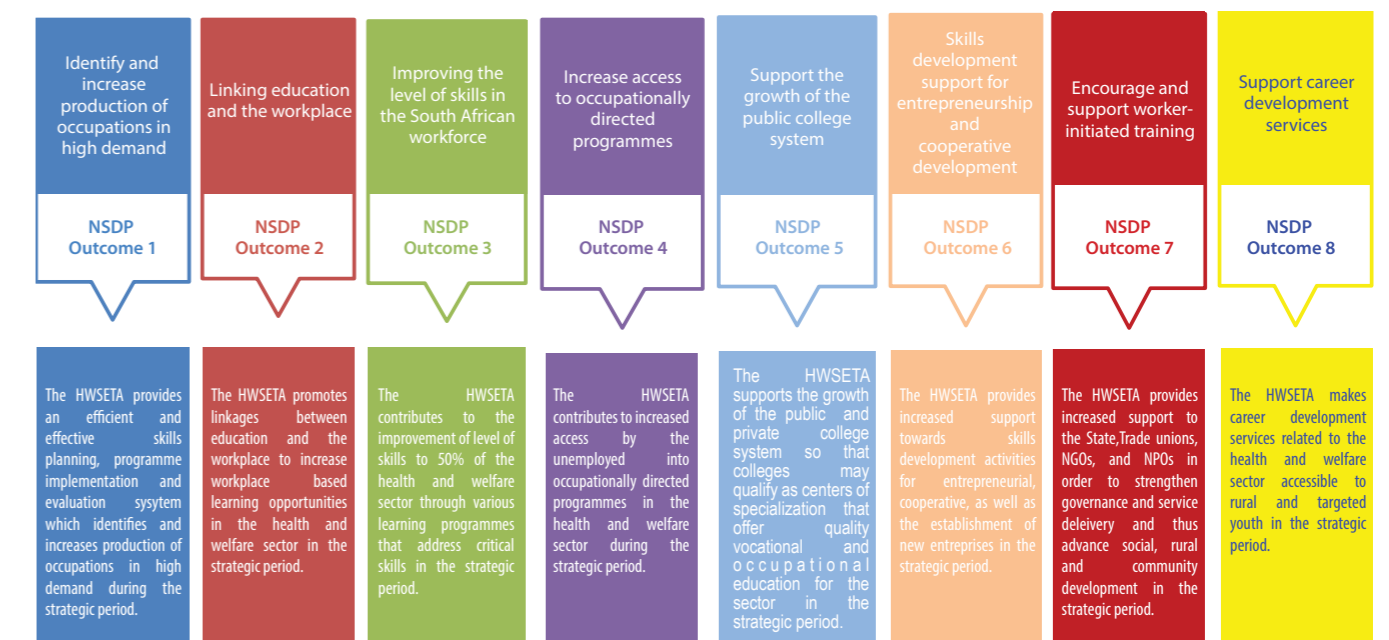 Identify and
increase
production of
occupations in
high demand
NSDP
Outcome 1
The HWSETA provides
an efficient and
effective skills
planning, programme
implementation and
evaluation sysytem
which identifies and
increases production of
occupations in high
demand during the
strategic period.
Linking education
and the workplace
NSDP
Outcome 2
The HWSETA promotes
linkages between
education and the
workplace to increase
workplace based
learning opportunities
in the health and
welfare sector in the
strategic period.
Improving the
level of skills in
the South African
workforce
NSDP
Outcome 3
The HWSETA
contributes to the
improvement of level of
skills to 50% of the
health and welfare
sector through various
learning programmes
that address critical
skills in the strategic
period.
Increase access
to occupationally
directed
programmes
NSDP
Outcome 4
The HWSETA
contributes to increased
access by the
unemployed into
occupationally directed
programmes in the
health and welfare
sector during the
strategic period.
Support the
growth of the
public college
system
NSDP
Outcome 5
The HWSETA
supports the growth
of the public and
private college
system so that
colleges may
qualify as centers of
specialization that
offer quality
vocational and
occupational
education for the
sector in the
strategic period.
Skills
development
support for
entrepreneurship
and
cooperative
development
NSDP
Outcome 6
The HWSETA provides
increased support
towards skills
development activities
for entrepreneurial,
cooperative, as well as
the establishment of
new entreprises in the
strategic period.
Encourage and
support worker-
initiated training
NSDP
Outcome 7
The HWSETA provides
increased support to
the State,Trade unions,
NGOs, and NPOs in
order to strengthen
governance and service
deleivery and thus
advance social, rural
and community
development in the
strategic period.
Support career
development
services
NSDP
Outcome 8
The HWSETA makes
career development
services related to the
health and welfare
sector accessible to
rural and targeted
youth in the strategic
period.